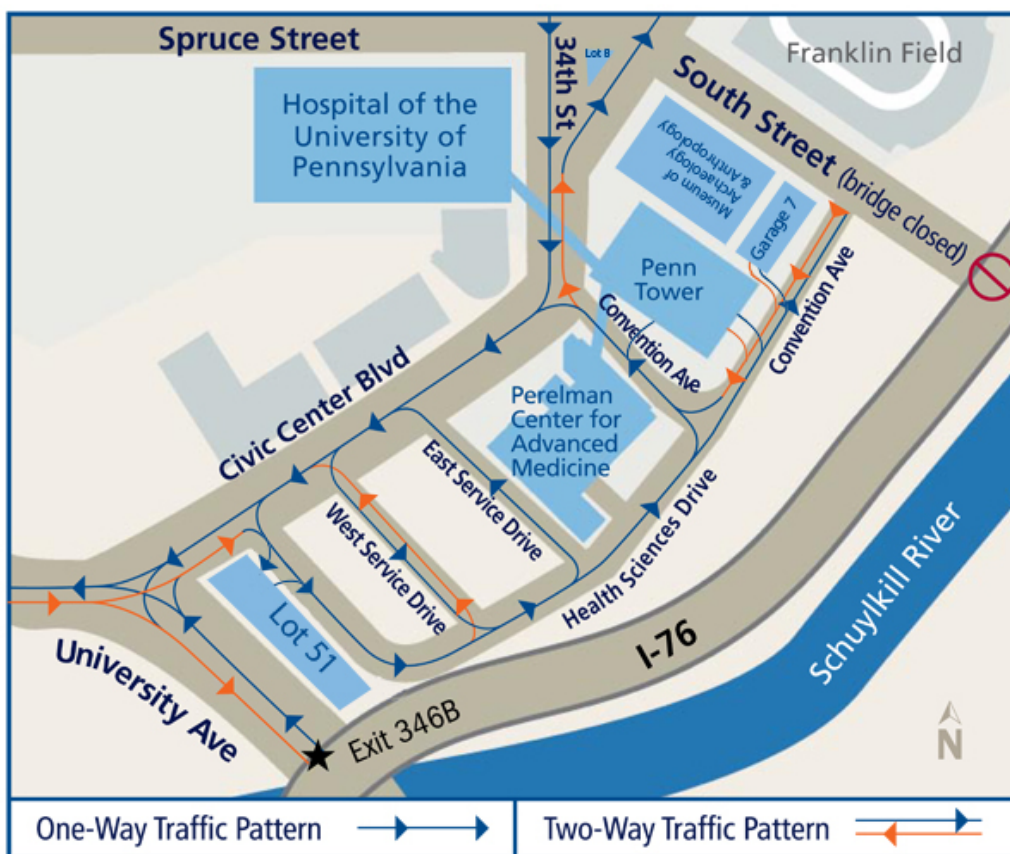 Spruce Street
34th St
Lot 8
Franklin Field
South Street (bridge closed)
Hospital of the
University of
Pennsylvania
Museum of
Archaeology
& Anthropology
Garage 7
Penn
Tower
Convention Ave
Convention Ave
Civic Center Blvd
Perelman
Center for
Advanced
Medicine
East Service Drive
West Service Drive
Health Sciences Drive
Lot 51
University Ave
Exit 346B
I-76
Schuylkill River
N
One-Way Traffic Pattern
Two-Way Traffic Pattern